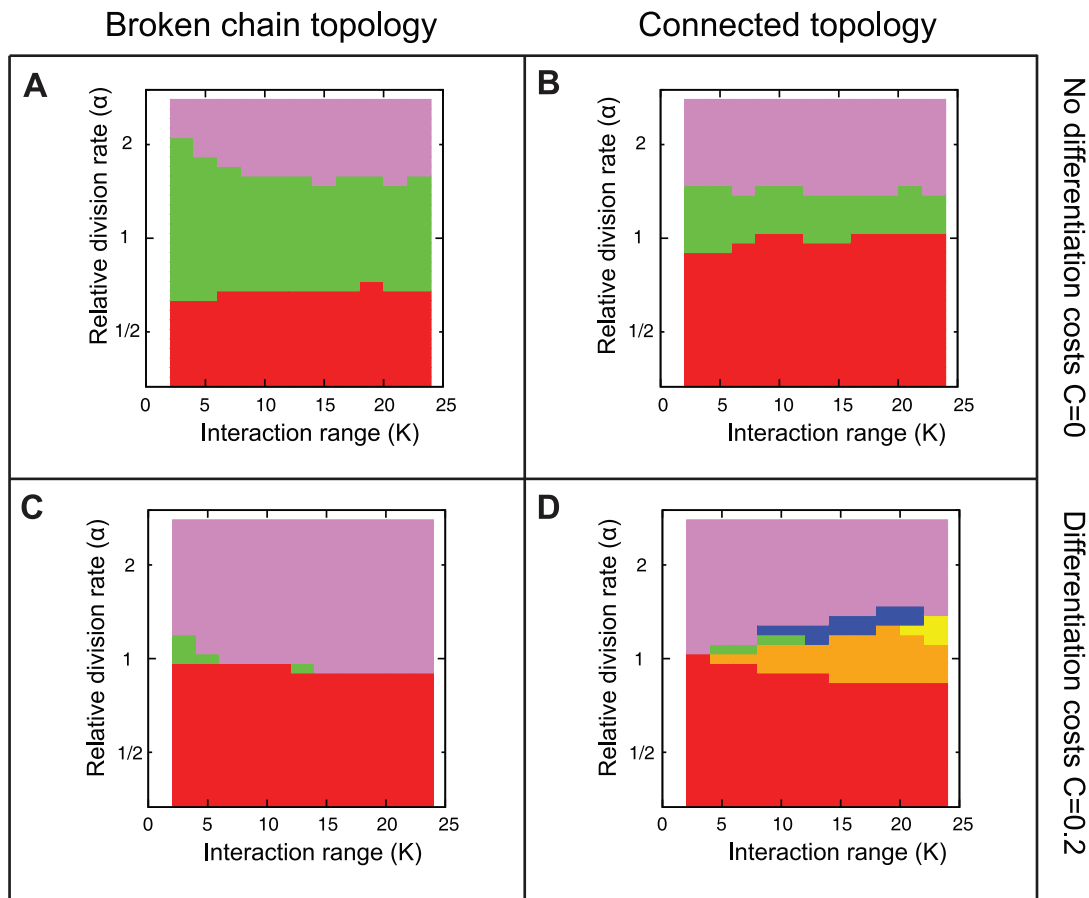 Broken chain topology
Connected topology
A
Relative division rate (α)
2
1
1/2
0 5 10 15 20 25
Interaction range (K)
B
Relative division rate (α)
2
1
1/2
0 5 10 15 20 25
Interaction range (K)
No differentiation costs C=0
C
Relative division rate (α)
2
1
1/2
0 5 10 15 20 25
Interaction range (K)
D
Relative division rate (α)
2
1
1/2
0 5 10 15 20 25
Interaction range (K)
Differentiation costs C=0.2